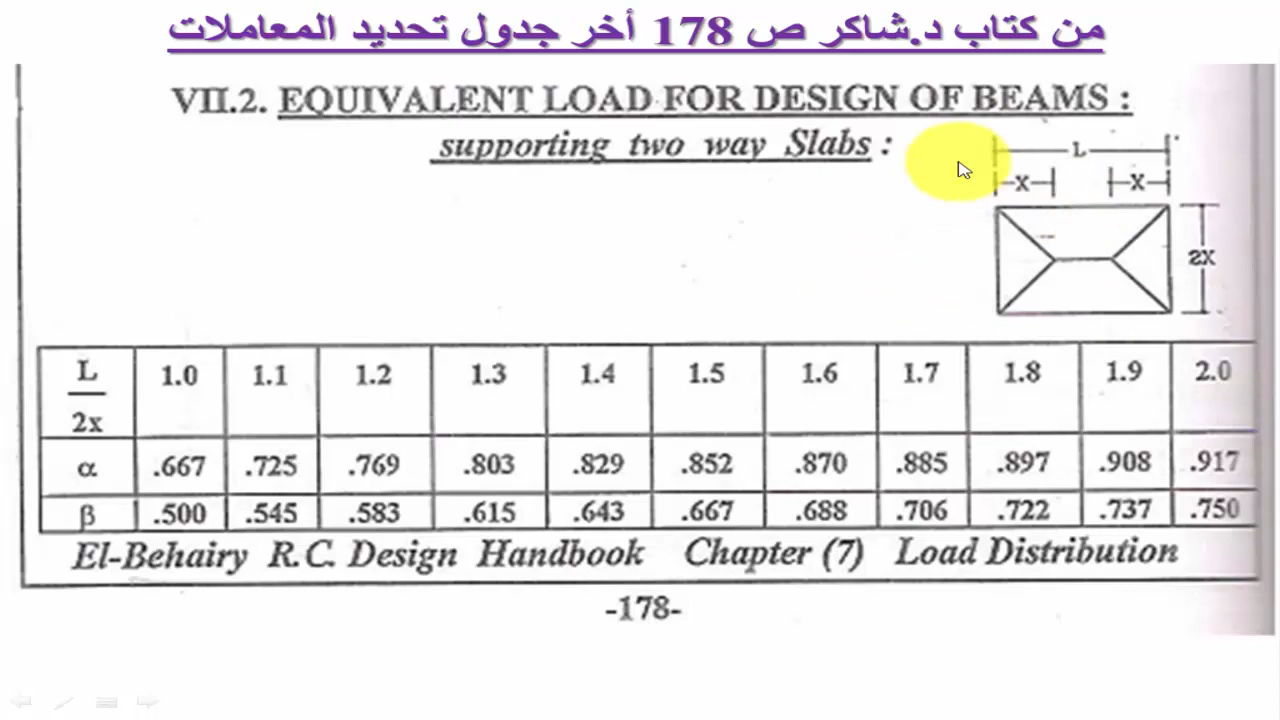 من كتاب د.شاكر ص 178 أخر جدول تحديد المعاملات
VII.2. EQUIVALENT LOAD FOR DESIGN OF BEAMS :
supporting two way Slabs :
L
X X
2X
L/2x 1.0 1.1 1.2 1.3 1.4 1.5 1.6 1.7 1.8 1.9 2.0
α .667 .725 .769 .803 .829 .852 .870 .885 .897 .908 .917
β .500 .545 .583 .615 .643 .667 .688 .706 .722 .737 .750
El-Behairy R.C. Design Handbook Chapter (7) Load Distribution
-178-